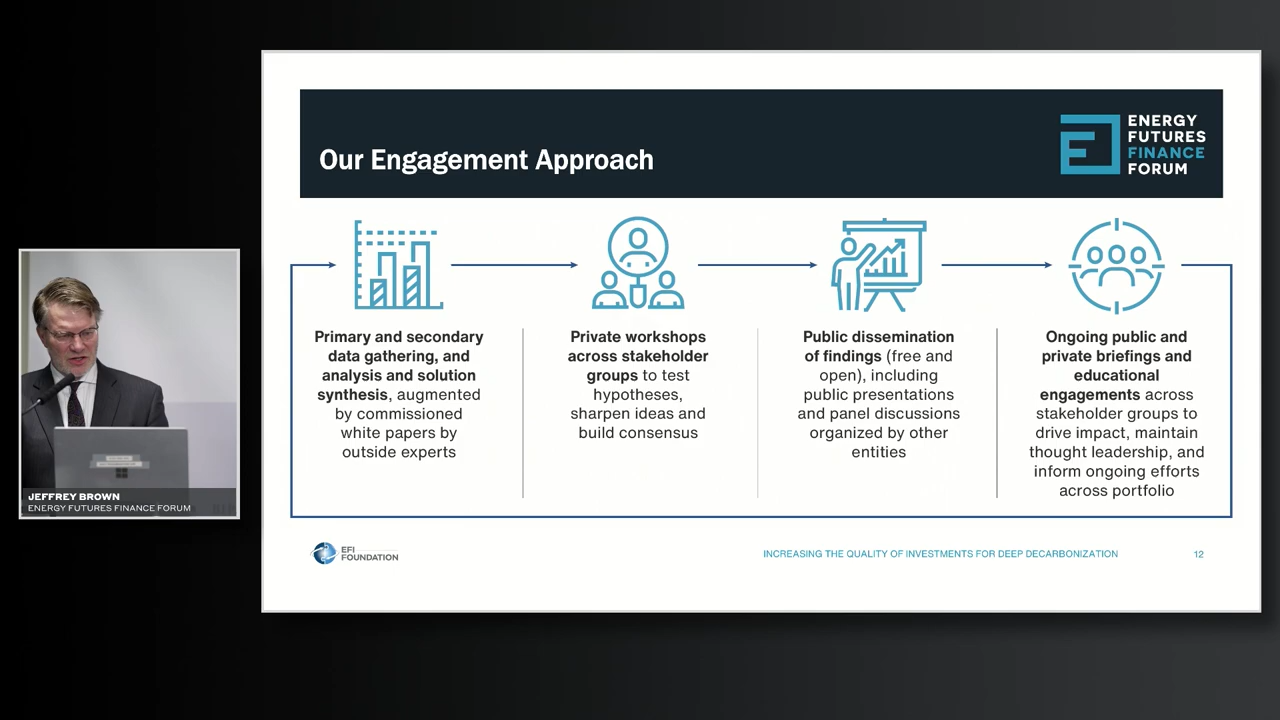 Our Engagement Approach
ENERGY
FUTURES
FINANCE
FORUM
Primary and secondary
data gathering, and
analysis and solution
synthesis, augmented
by commissioned
white papers by
outside experts
Private workshops
across stakeholder
groups to test
hypotheses,
sharpen ideas and
build consensus
Public dissemination
of findings (free and
open), including
public presentations
and panel discussions
organized by other
entities
Ongoing public and
private briefings and
educational
engagements across
stakeholder groups to
drive impact, maintain
thought leadership, and
inform ongoing efforts
across portfolio
JEFFREY BROWN
ENERGY FUTURES FINANCE FORUM
EFI
FOUNDATION
INCREASING THE QUALITY OF INVESTMENTS FOR DEEP DECARBONIZATION
12